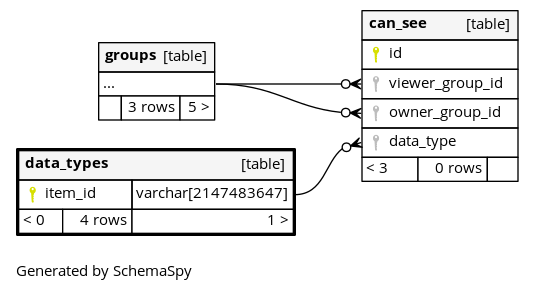 can_see [table]
id
viewer_group_id
owner_group_id
data_type
< 3 0 rows
groups [table]
...
3 rows 5 >
data_types [table]
item_id varchar[2147483647]
< 0 4 rows 1 >
Generated by SchemaSpy